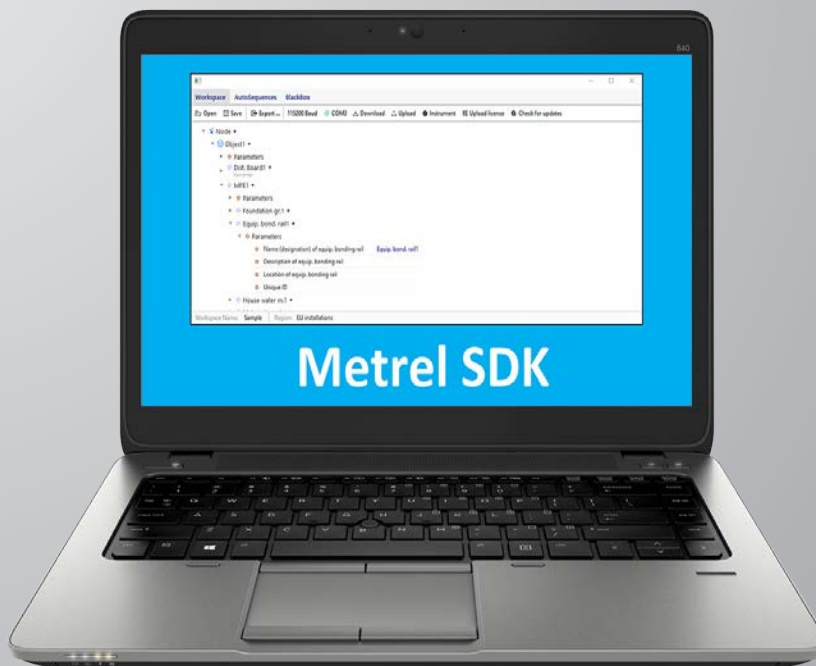 840
Workspace AutoSequences Blackbox
Open Save Export ... 115200 Baud COM3 Download Upload Instrument Upload license Check for updates
Node
Object1
Parameters
Dist. Board1
MPE1
Parameters
Foundation gr.1
Equip. bond. rail1
Parameters
Name (designation) of equip. bonding rail Equip. bond. rail1
Description of equip. bonding rail
Location of equip. bonding rail
Unique ID
House water m.1
Workspace Name: Sample Region: EU installations
Metrel SDK